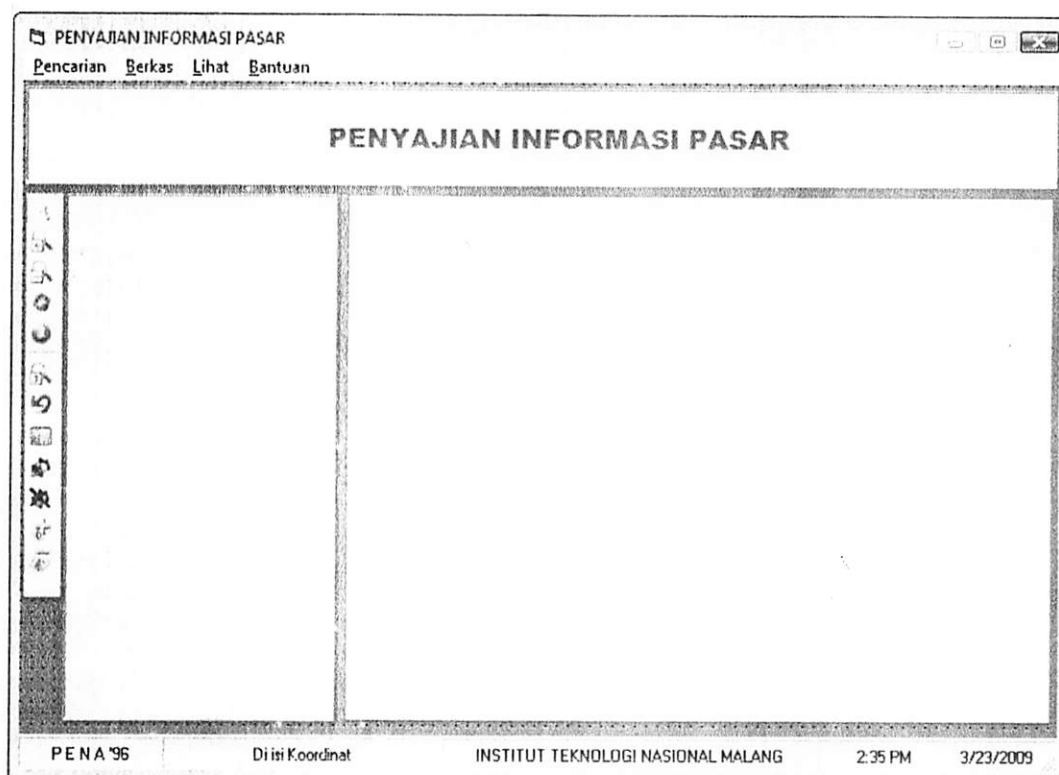 PENYAJIAN INFORMASI PASAR
Pencarian Berkas Lihat Bantuan
PENYAJIAN INFORMASI PASAR
PENA'96 Di isi Koordinat INSTITUT TEKNOLOGI NASIONAL MALANG 2:35 PM 3/23/2009